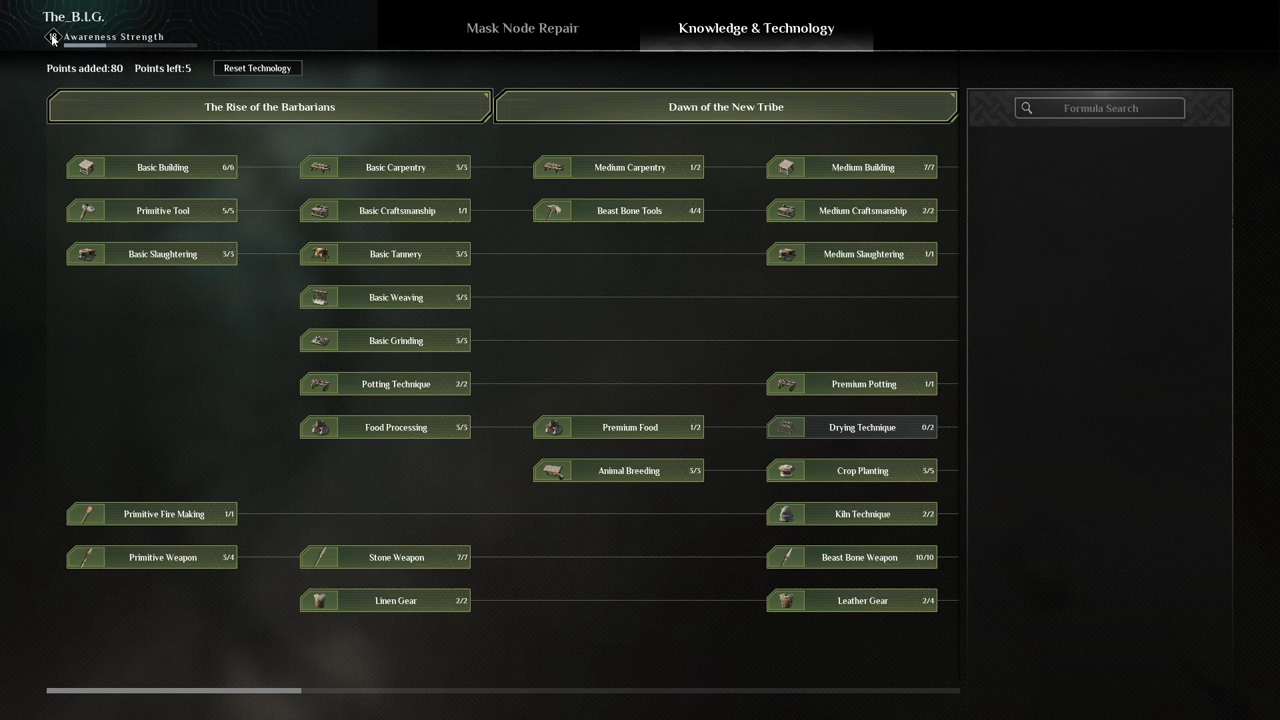 The_B.I.G.
Awareness Strength
Mask Node Repair
Knowledge & Technology
Points added:80 Points left:5 Reset Technology
The Rise of the Barbarians
Dawn of the New Tribe
Formula Search
Basic Building 6/6
Basic Carpentry 3/3
Medium Carpentry 1/2
Medium Building 7/7
Primitive Tool 5/5
Basic Craftsmanship 1/1
Beast Bone Tools 4/4
Medium Craftsmanship 2/2
Basic Slaughtering 3/3
Basic Tannery 3/3
Medium Slaughtering 1/1
Basic Weaving 3/3
Basic Grinding 3/3
Potting Technique 2/2
Premium Potting 1/1
Food Processing 3/3
Premium Food 1/2
Drying Technique 0/2
Animal Breeding 3/3
Crop Planting 3/5
Primitive Fire Making 1/1
Kiln Technique 2/2
Primitive Weapon 3/4
Stone Weapon 7/7
Beast Bone Weapon 10/10
Linen Gear 2/2
Leather Gear 2/4